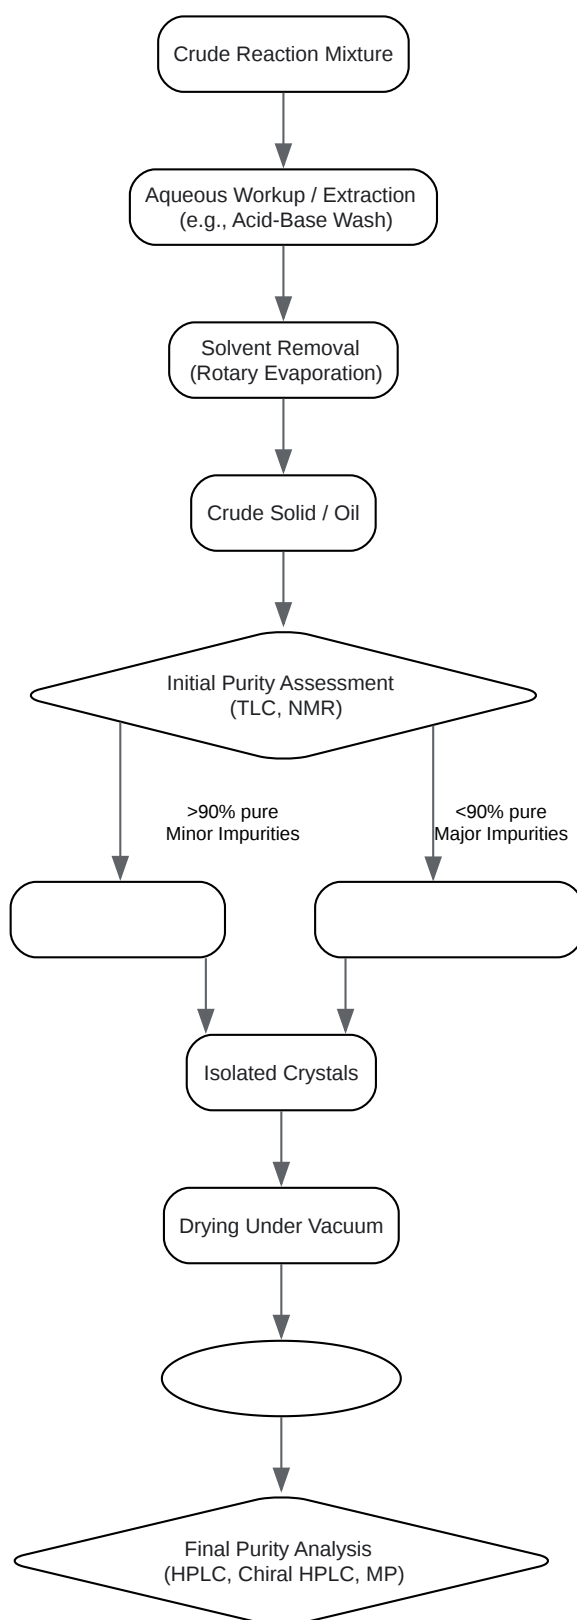 Crude Reaction Mixture
Aqueous Workup / Extraction
(e.g., Acid-Base Wash)
Solvent Removal
(Rotary Evaporation)
Crude Solid / Oil
Initial Purity Assessment
(TLC, NMR)
>90% pure
Minor Impurities
<90% pure
Major Impurities
Isolated Crystals
Drying Under Vacuum
Final Purity Analysis
(HPLC, Chiral HPLC, MP)